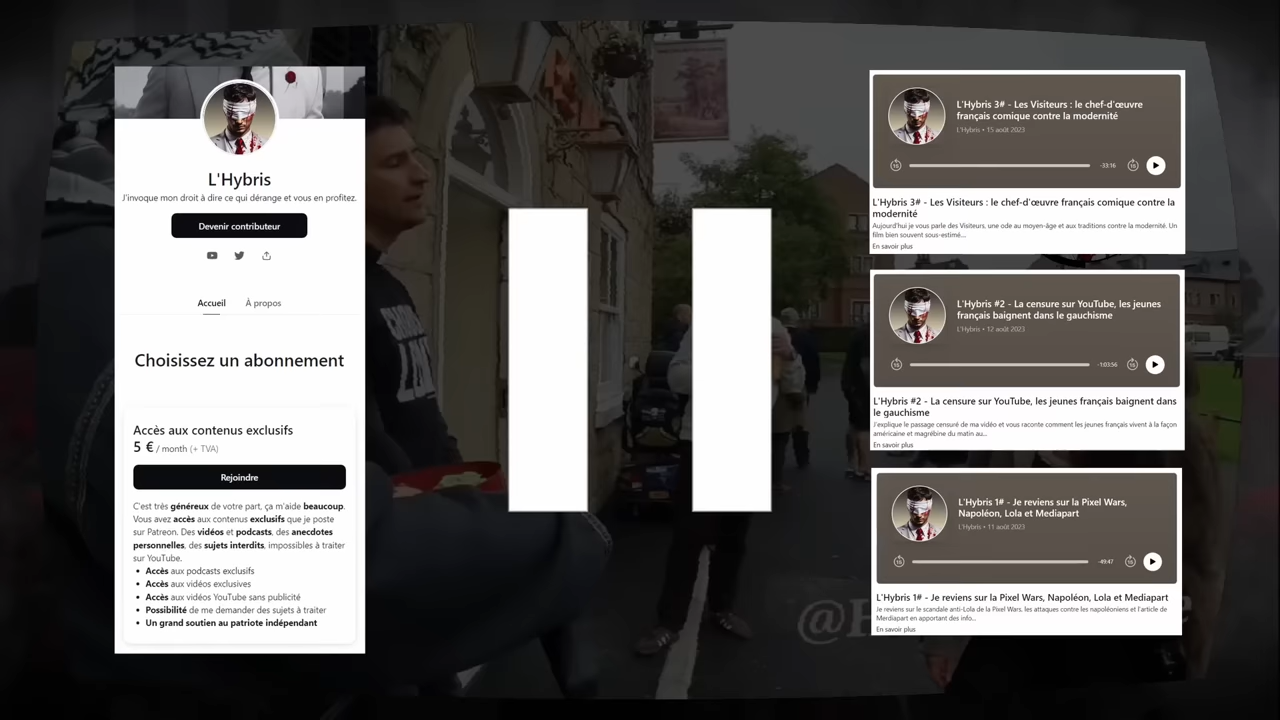 L'Hybris
J'invoque mon droit à dire ce qui dérange et vous en profitez.
Devenir contributeur
Accueil
À propos
Choisissez un abonnement
Accès aux contenus exclusifs
5 € / month (+ TVA)
Rejoindre
C'est très généreux de votre part, ça m'aide beaucoup.
Vous avez accès aux contenus exclusifs que je poste
sur Patreon. Des vidéos et podcasts, des anecdotes
personnelles, des sujets interdits, impossibles à traiter
sur YouTube.
• Accès aux podcasts exclusifs
• Accès aux vidéos exclusives
• Accès aux vidéos YouTube sans publicité
• Possibilité de me demander des sujets à traiter
• Un grand soutien au patriote indépendant
L'Hybris 3# - Les Visiteurs : le chef-d'œuvre
français comique contre la modernité
L'Hybris • 15 août 2023
15
-33:16
15
L'Hybris 3# - Les Visiteurs : le chef-d'œuvre français comique contre la
modernité
Aujourd'hui je vous parle des Visiteurs, une ode au moyen-âge et aux traditions contre la modernité. Un
film bien souvent sous-estimé....
En savoir plus
L'Hybris #2 - La censure sur YouTube, les jeunes
français baignent dans le gauchisme
L'Hybris • 12 août 2023
15
-1:03:56
15
L'Hybris #2 - La censure sur YouTube, les jeunes français baignent dans
le gauchisme
J'explique le passage censuré de ma vidéo et vous raconte comment les jeunes français vivent à la façon
américaine et magrébine du matin au...
En savoir plus
L'Hybris 1# - Je reviens sur la Pixel Wars,
Napoléon, Lola et Mediapart
L'Hybris • 11 août 2023
15
-49:47
15
L'Hybris 1# - Je reviens sur la Pixel Wars, Napoléon, Lola et Mediapart
Je reviens sur le scandale anti-Lola de la Pixel Wars, les attaques contre les napoléoniens et l'article de
Merdiapart en apportant des info...
En savoir plus